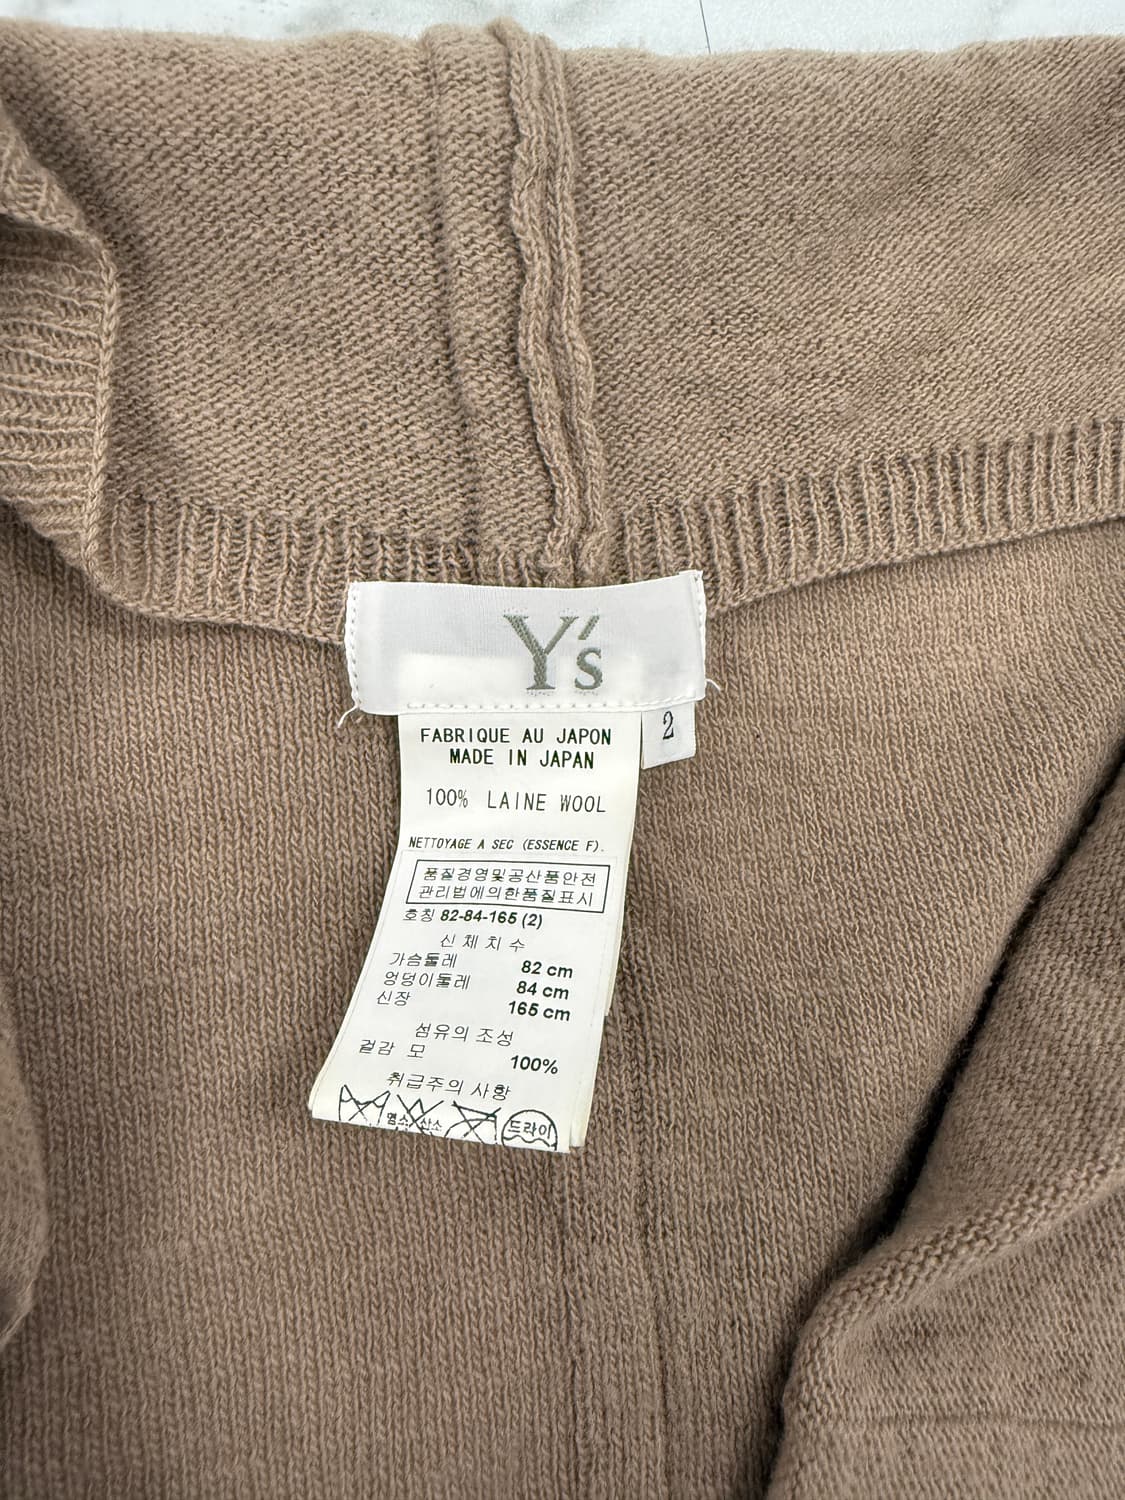 Y's
2
FABRIQUE AU JAPON
MADE IN JAPAN
100% LAINE WOOL
NETTOYAGE A SEC (ESSENCE F).
품질경영및공산품안전
관리법에의한품질표시
호칭 82-84-165 (2)
신체치수
가슴둘레 82 cm
엉덩이둘레 84 cm
신장 165 cm
섬유의 조성
겉감 모 100%
취급주의 사항
염소 산소 드라이